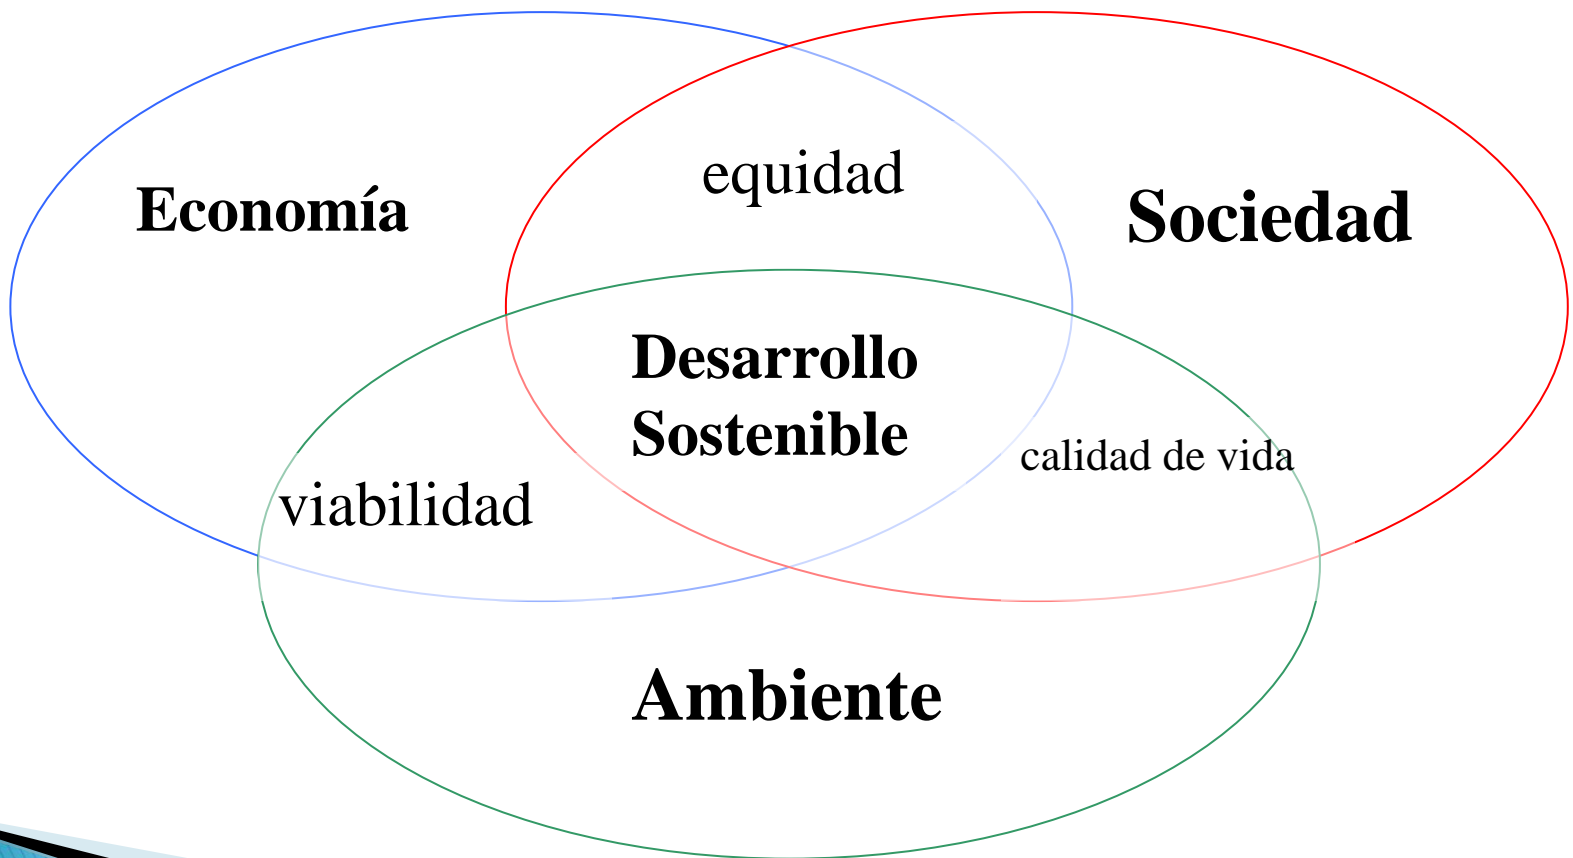 equidad
Economía
Sociedad
Desarrollo
Sostenible
calidad de vida
viabilidad
Ambiente